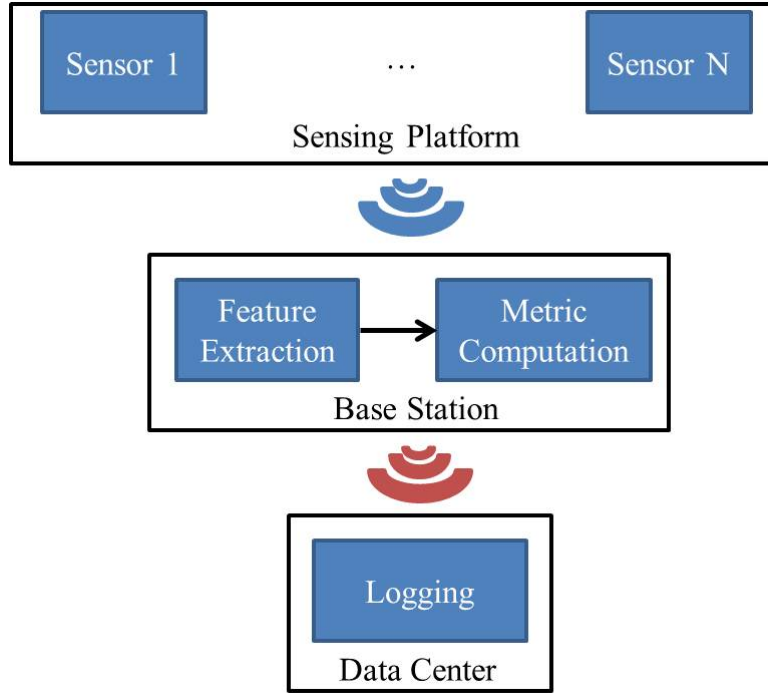 Sensor 1
…
Sensor N
Sensing Platform
Feature
Extraction
Metric
Computation
Base Station
Logging
Data Center